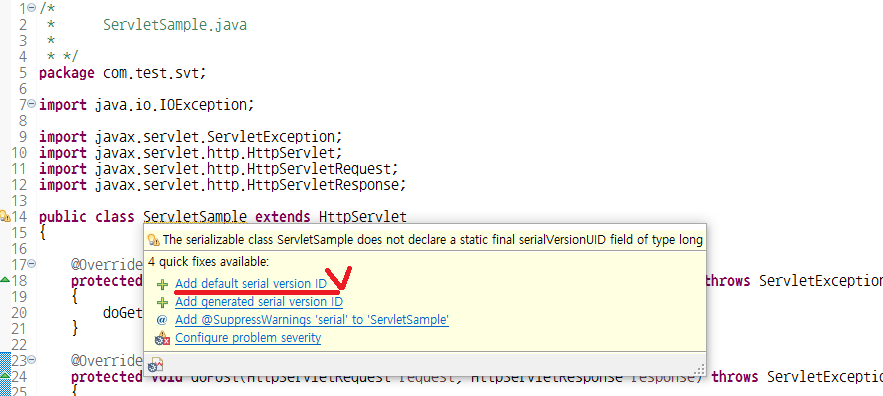 1 /*
2 * ServletSample.java
3 *
4 * */
5 package com.test.svt;
6
7 import java.io.IOException;
8
9 import javax.servlet.ServletException;
10 import javax.servlet.http.HttpServlet;
11 import javax.servlet.http.HttpServletRequest;
12 import javax.servlet.http.HttpServletResponse;
13
14 public class ServletSample extends HttpServlet
15 {
The serializable class ServletSample does not declare a static final serialVersionUID field of type long
16
4 quick fixes available:
17 @Override
Add default serial version ID
18 protected throws ServletException
Add generated serial version ID
19 {
20 doGet
Add @SuppressWarnings 'serial' to 'ServletSample'
21 }
Configure problem severity
22
23 @Override
24 protected void doPost(HttpServletRequest request, HttpServletResponse response) throws ServletException
25 {